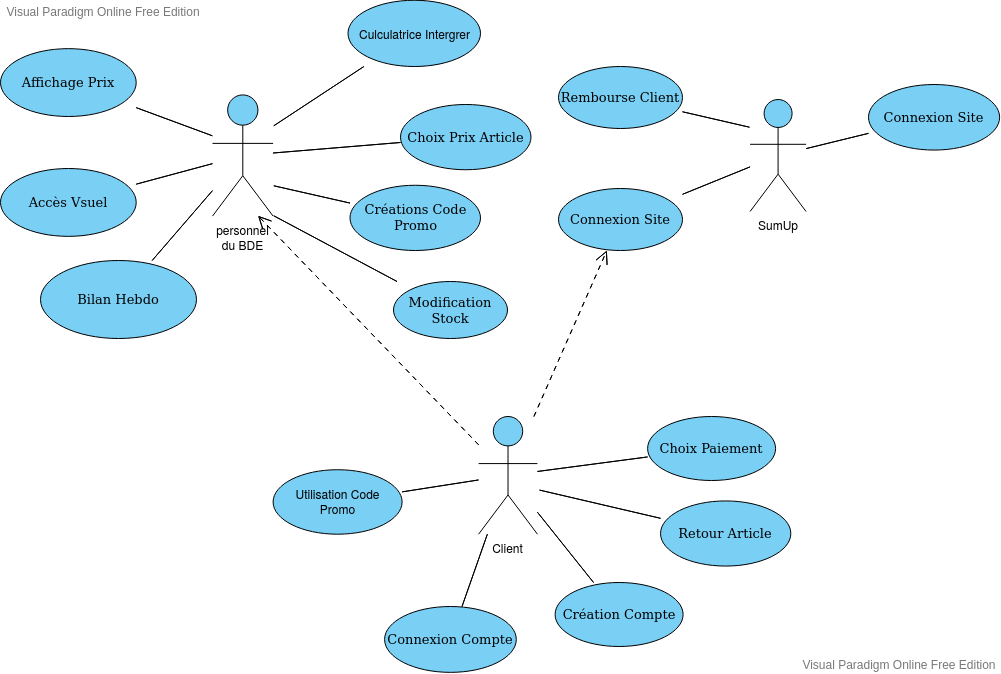 Visual Paradigm Online Free Edition
Culculatrice Intergrer
Affichage Prix
Rembourse Client
Connexion Site
Choix Prix Article
Accès Vsuel
Créations Code
Promo
Connexion Site
SumUp
personnel
du BDE
Bilan Hebdo
Modification
Stock
Choix Paiement
Utilisation Code
Promo
Retour Article
Client
Création Compte
Connexion Compte
Visual Paradigm Online Free Edition